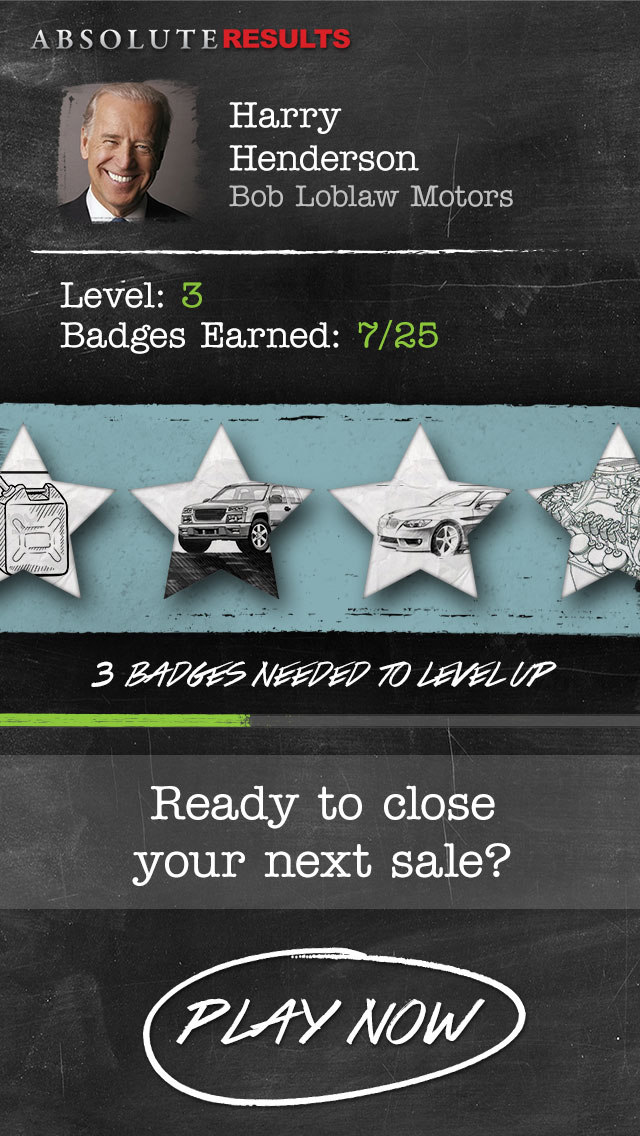 ABSOLUTERESULTS
Harry
Henderson
Bob Loblaw Motors
Level: 3
Badges Earned: 7/25
3 BADGES NEEDED TO LEVEL UP
Ready to close
your next sale?
PLAY NOW